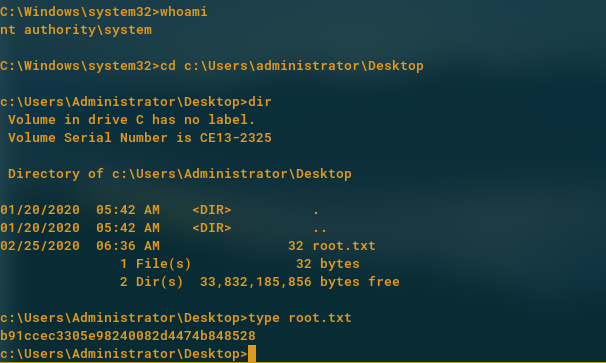 C:\Windows\system32>whoami
nt authority\system
C:\Windows\system32>cd c:\Users\administrator\Desktop
c:\Users\Administrator\Desktop>dir
Volume in drive C has no label.
Volume Serial Number is CE13-2325
Directory of c:\Users\Administrator\Desktop
01/20/2020  05:42 AM    <DIR>          .
01/20/2020  05:42 AM    <DIR>          ..
02/25/2020  06:36 AM                32 root.txt
1 File(s)             32 bytes
2 Dir(s)  33,832,185,856 bytes free
c:\Users\Administrator\Desktop>type root.txt
b91ccec3305e98240082d4474b848528
c:\Users\Administrator\Desktop>